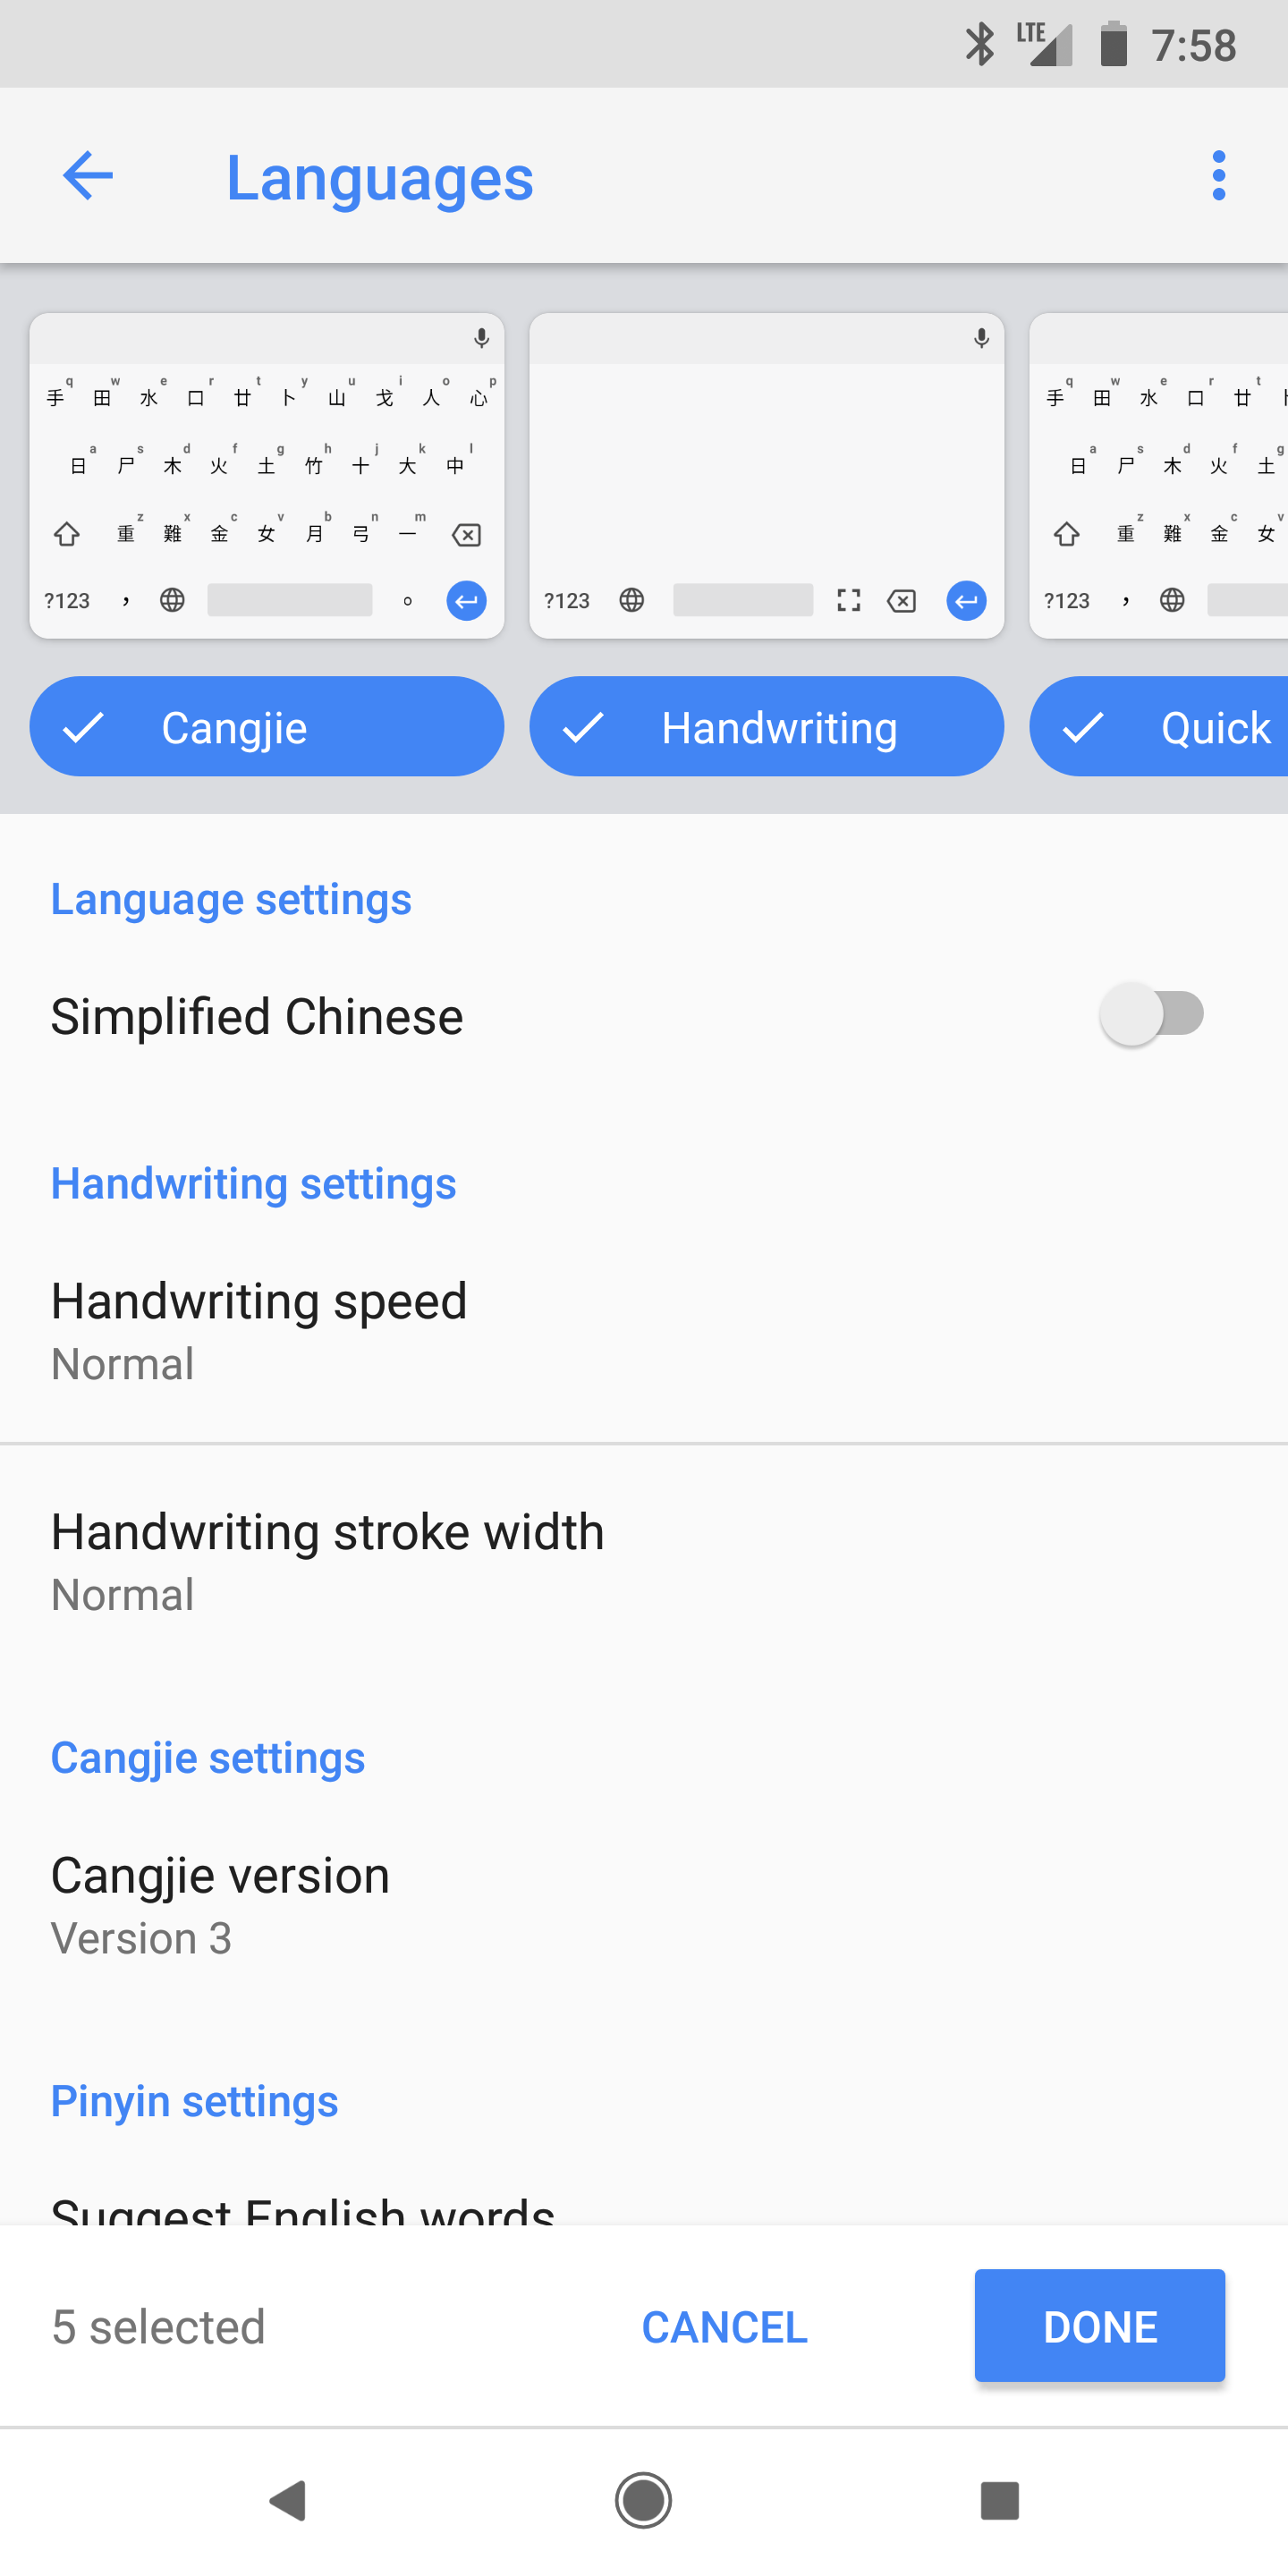 LTE 7:58
Languages
q w e r t y u i o p
手 田 水 口 廿 卜 山 戈 人 心
a s d f g h j k l
日 尸 木 火 土 竹 十 大 中
z x c v b n m
重 難 金 女 月 弓 一
?123 , 。
?123
q w e r t
手 田 水 口 廿
a s d f g
日 尸 木 火 土
z x c v
重 難 金 女
?123 ,
Cangjie
Handwriting
Quick
Language settings
Simplified Chinese
Handwriting settings
Handwriting speed
Normal
Handwriting stroke width
Normal
Cangjie settings
Cangjie version
Version 3
Pinyin settings
Suggest English words
5 selected
CANCEL
DONE